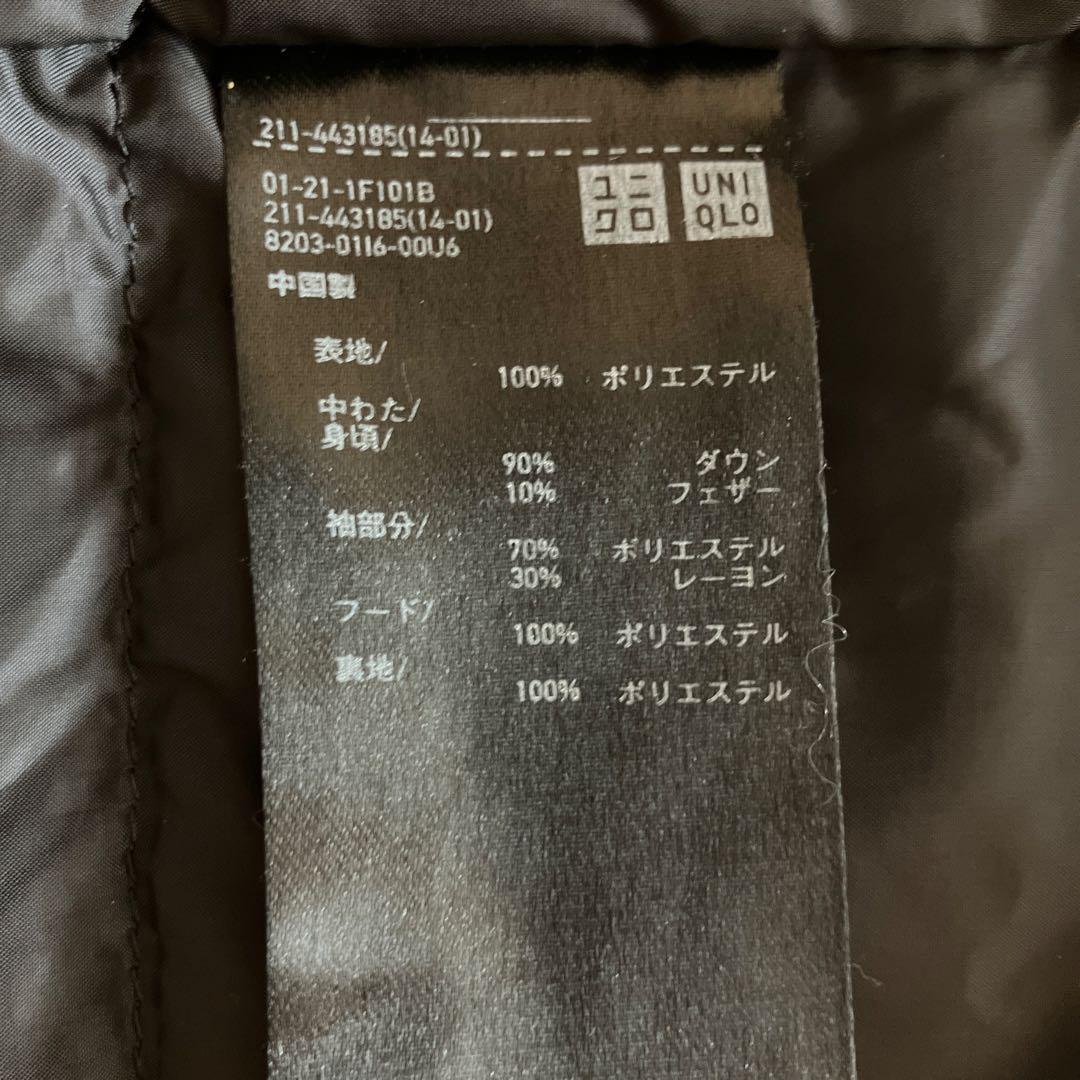 211-443185(14-01)
01-21-1F101B
211-443185(14-01)
8203-0116-00U6
中国製
ユニ
クロ
UNI
QLO
表地/
100% ポリエステル
中わた/
身頃/
90% ダウン
10% フェザー
袖部分/
70% ポリエステル
30% レーヨン
フード/
100% ポリエステル
裏地/
100% ポリエステル